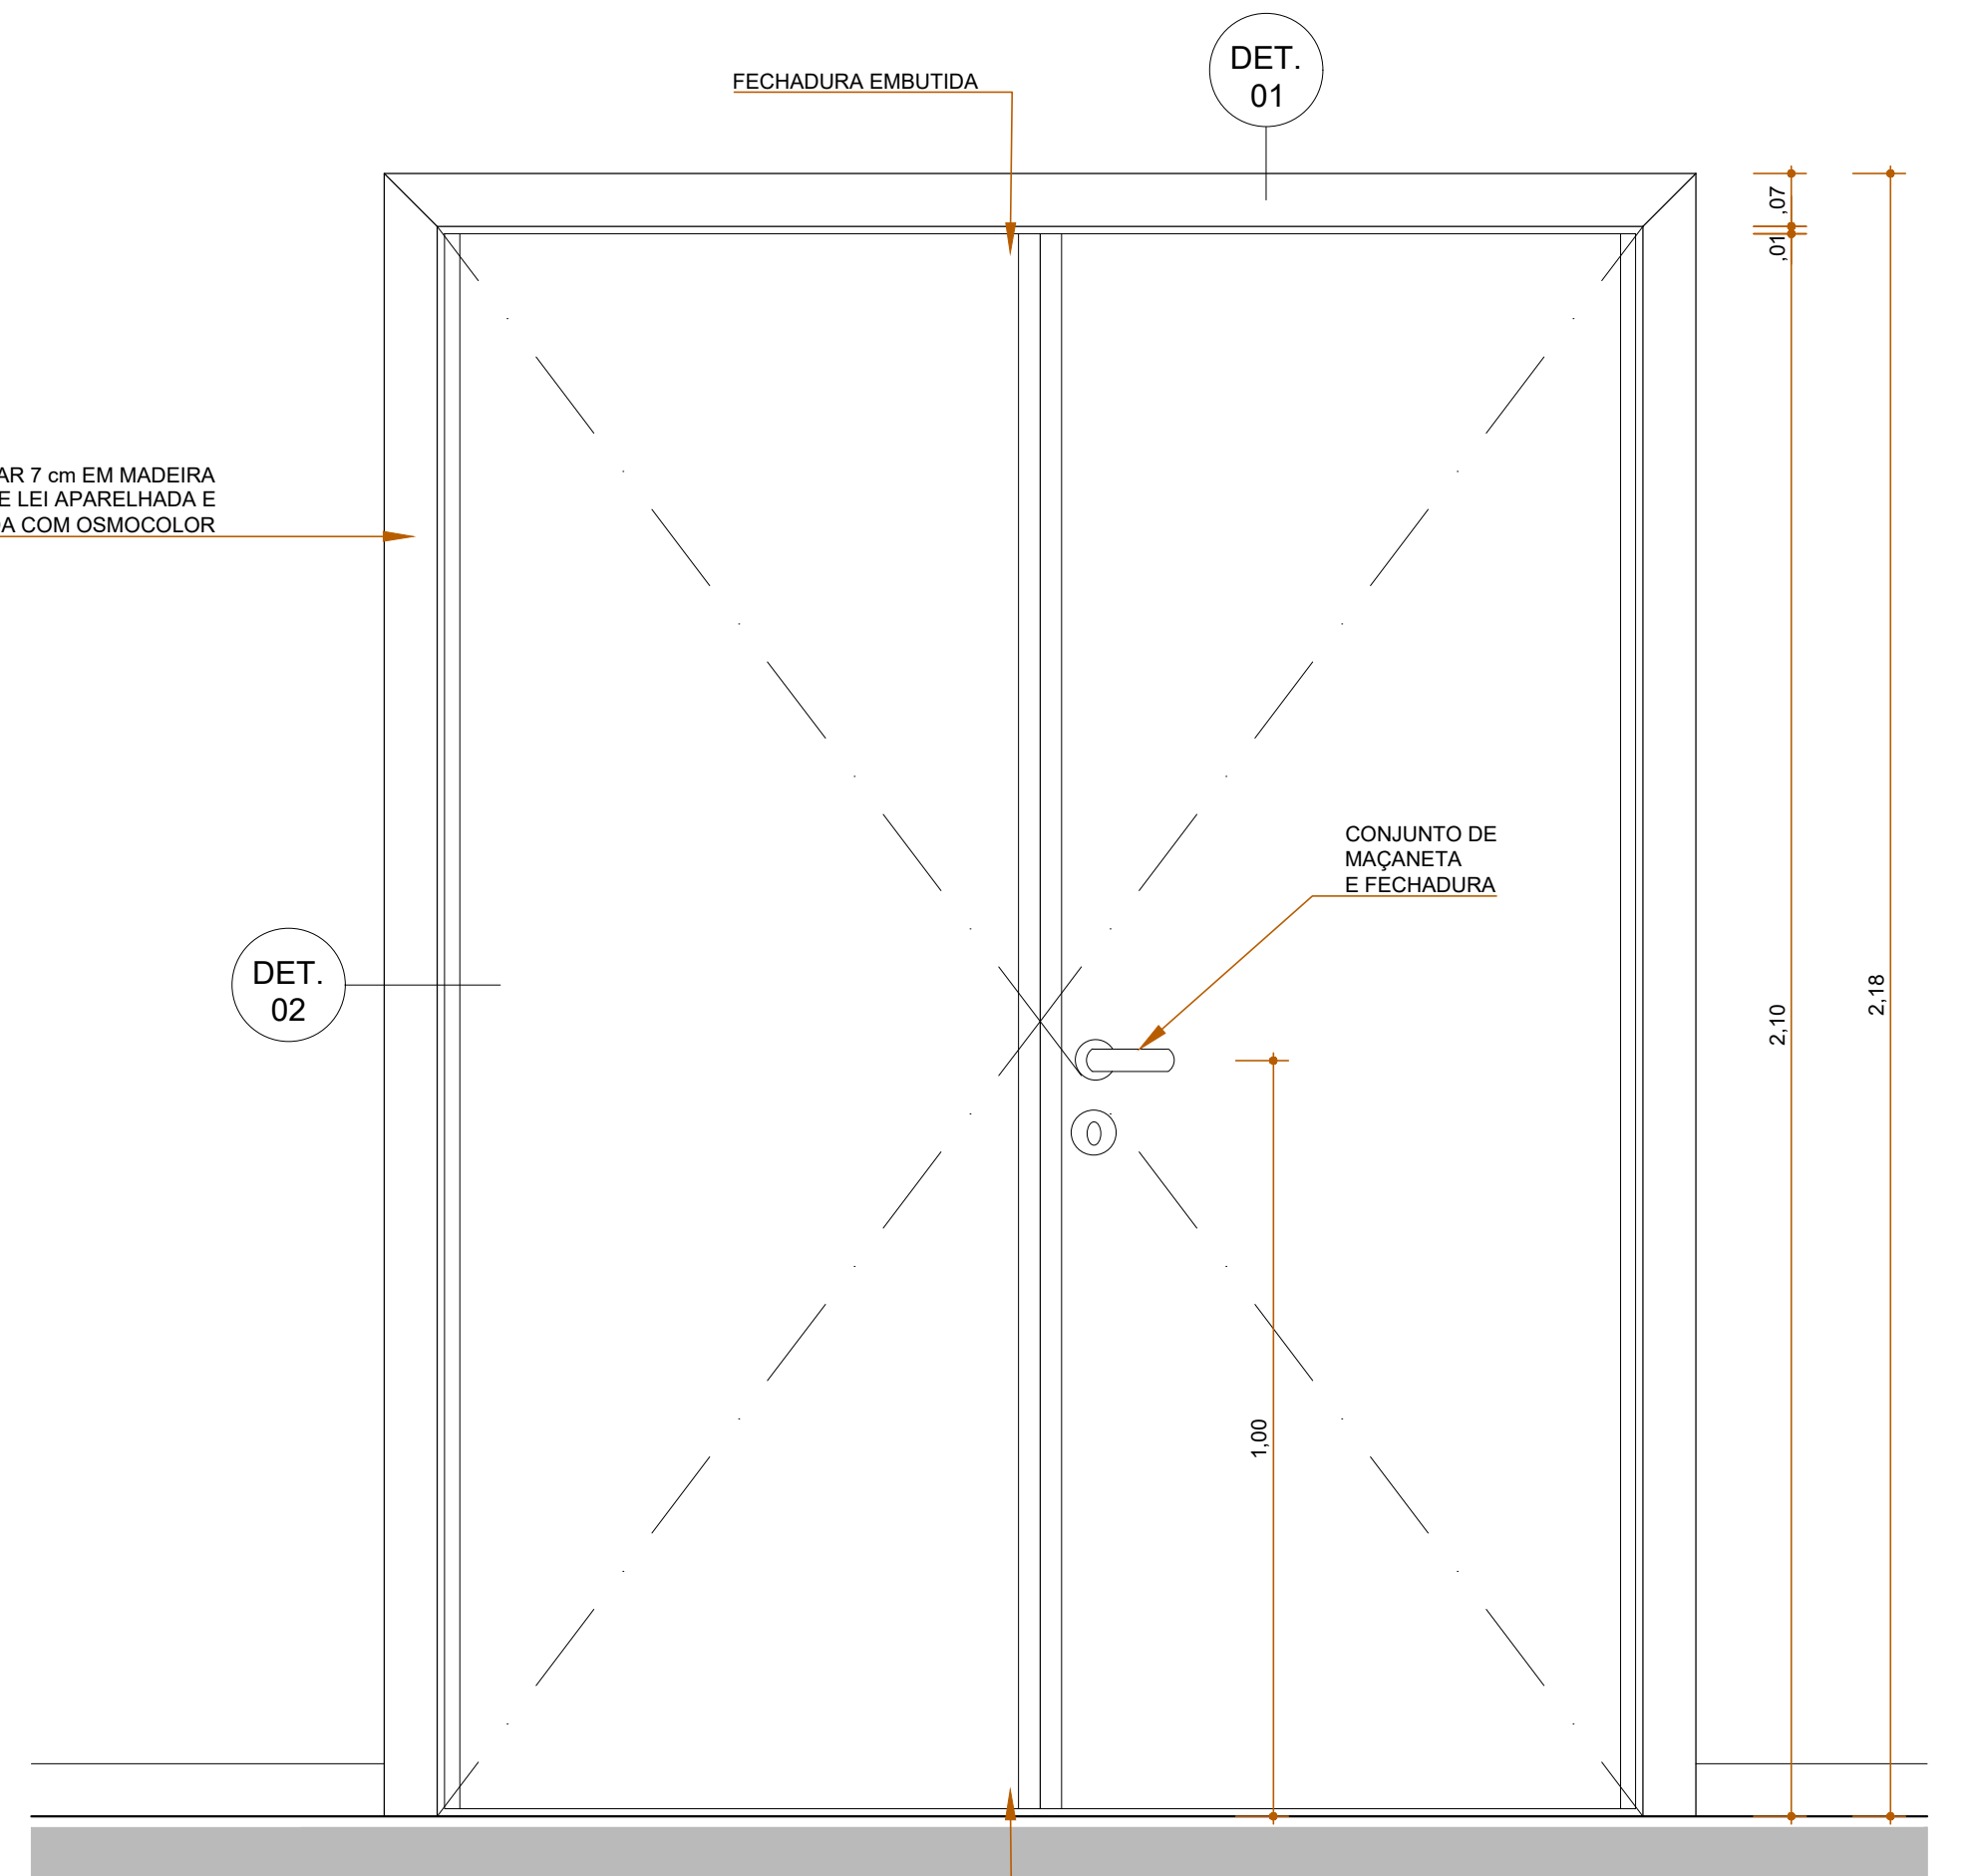 DET.
01
FECHADURA EMBUTIDA
,07
,01
AR 7 cm EM MADEIRA
E LEI APARELHADA E
A COM OSMOCOLOR
CONJUNTO DE
MAÇANETA
E FECHADURA
DET.
02
2,10
2,18
1,00